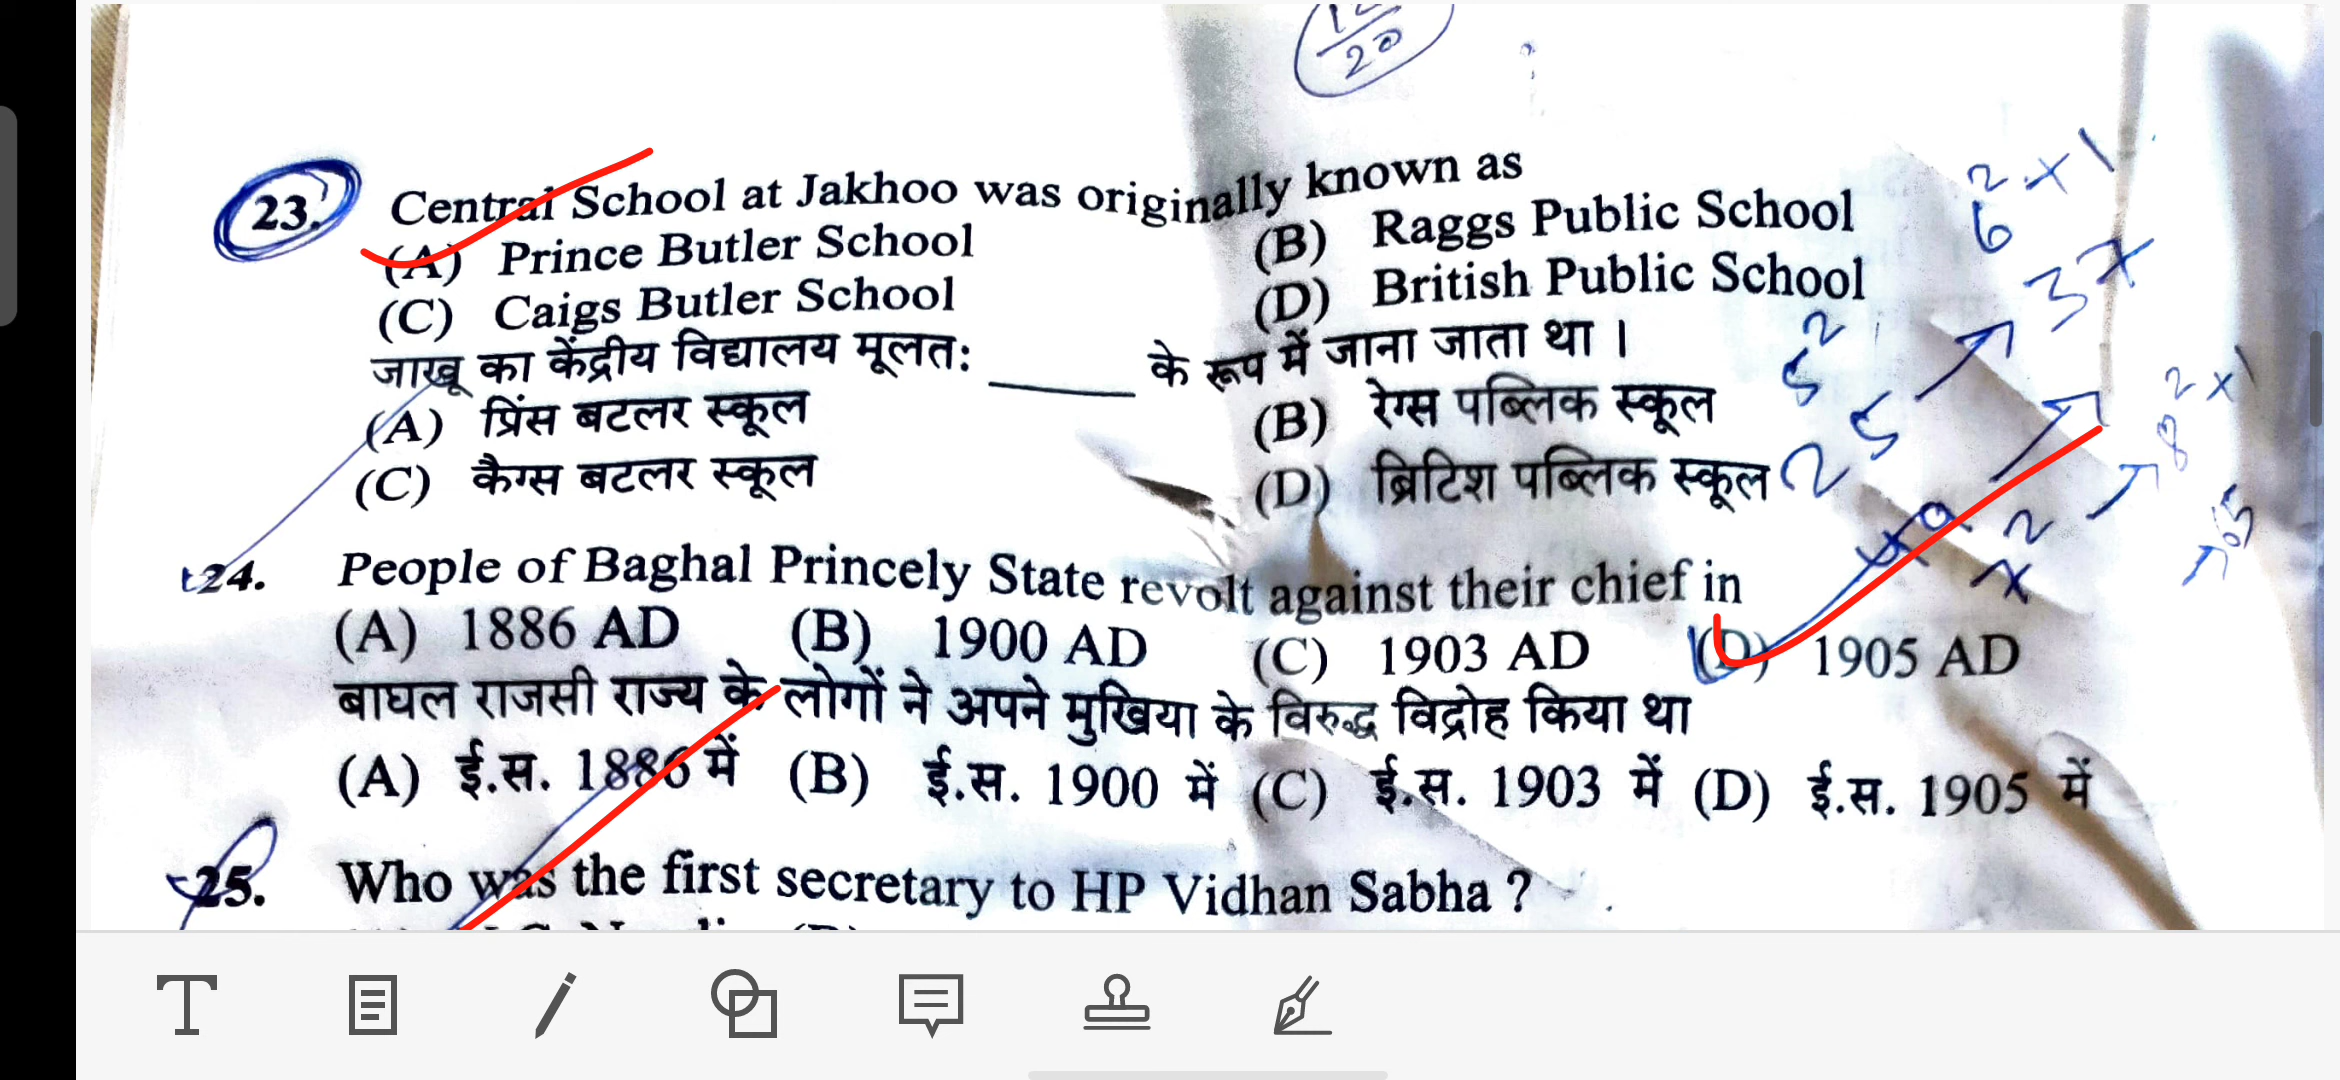 20
23. Central School at Jakhoo was originally known as
(A) Prince Butler School (B) Raggs Public School
(C) Caigs Butler School (D) British Public School
जाखू का केंद्रीय विद्यालय मूलतः ______ के रूप में जाना जाता था ।
(A) प्रिंस बटलर स्कूल (B) रेग्स पब्लिक स्कूल
(C) कैग्स बटलर स्कूल (D) ब्रिटिश पब्लिक स्कूल
24. People of Baghal Princely State revolt against their chief in
(A) 1886 AD (B) 1900 AD (C) 1903 AD (D) 1905 AD
बाघल राजसी राज्य के लोगों ने अपने मुखिया के विरुद्ध विद्रोह किया था
(A) ई.स. 1886 में (B) ई.स. 1900 में (C) ई.स. 1903 में (D) ई.स. 1905 में
25. Who was the first secretary to HP Vidhan Sabha ?